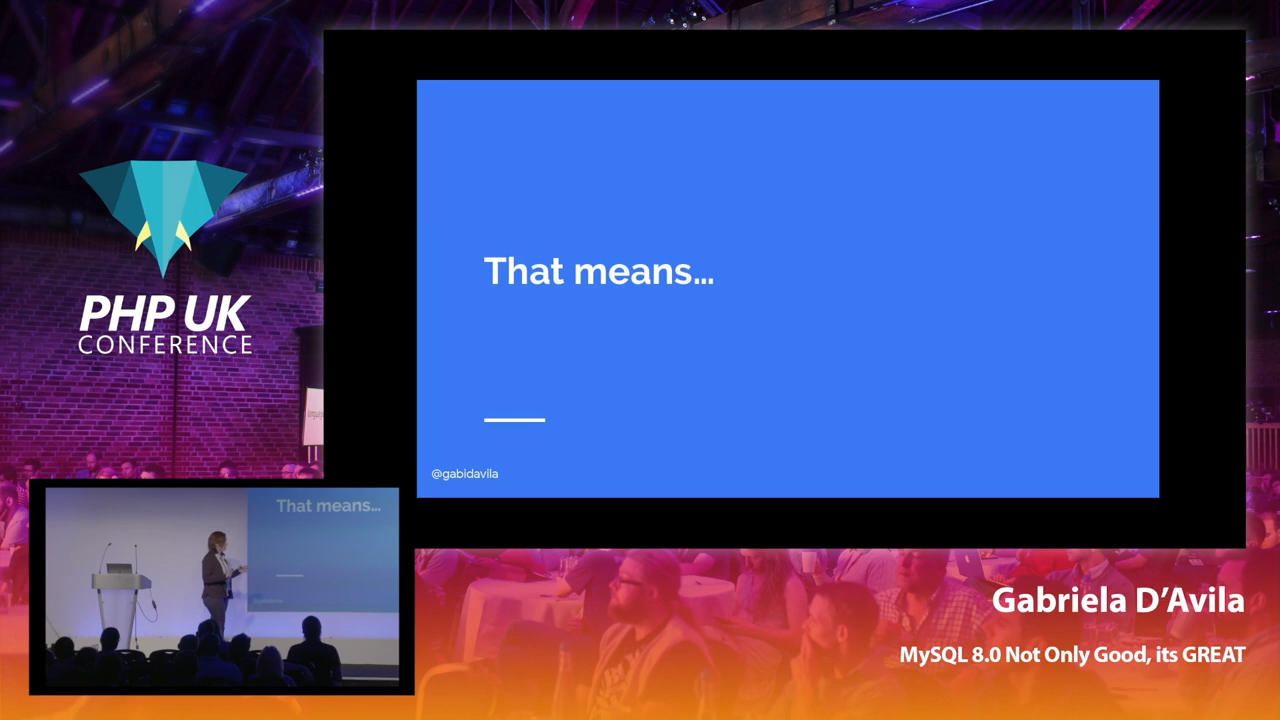 That means...
@gabidavila
PHP UK
CONFERENCE
That means...
Gabriela D’Avila
MySQL 8.0 Not Only Good, its GREAT